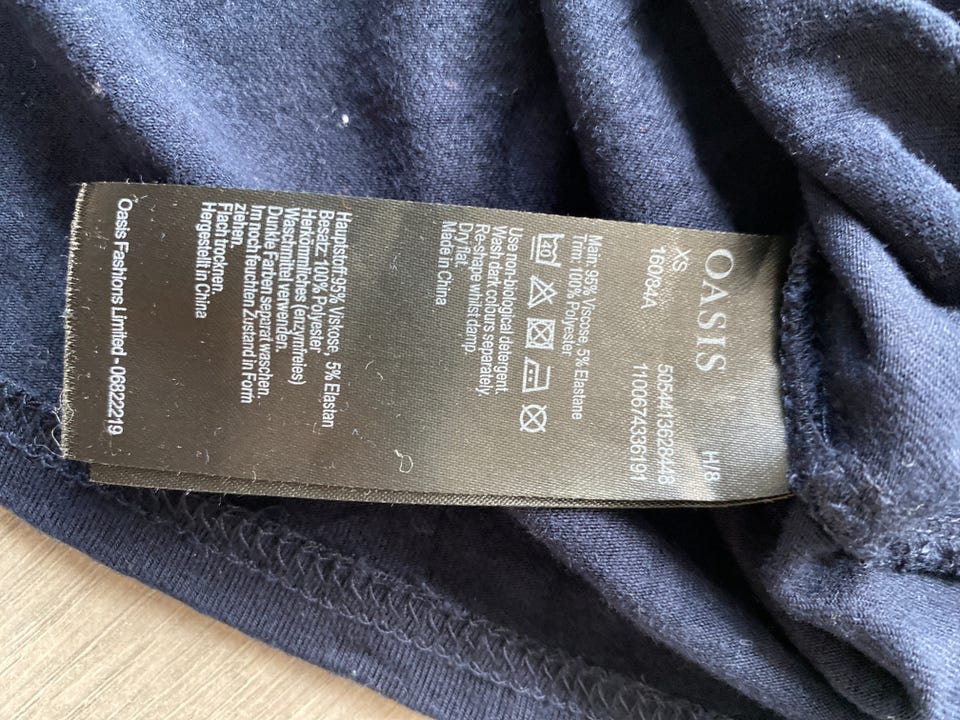 OASIS H/8
XS 5054413628448
160/84A 1100674336191
Main: 95% Viscose, 5% Elastane
Trim: 100% Polyester
Use non-biological detergent.
Wash dark colours separately.
Re-shape whilst damp.
Dry flat.
Made in China
Hauptstoff:95% Viskose, 5% Elastan
Besatz: 100% Polyester
Herkömmliches (enzymfreies)
Waschmittel verwenden.
Dunkle Farben separat waschen.
Im noch feuchten Zustand in Form
ziehen.
Flach trocknen.
Hergestellt in China
Oasis Fashions Limited - 06822219